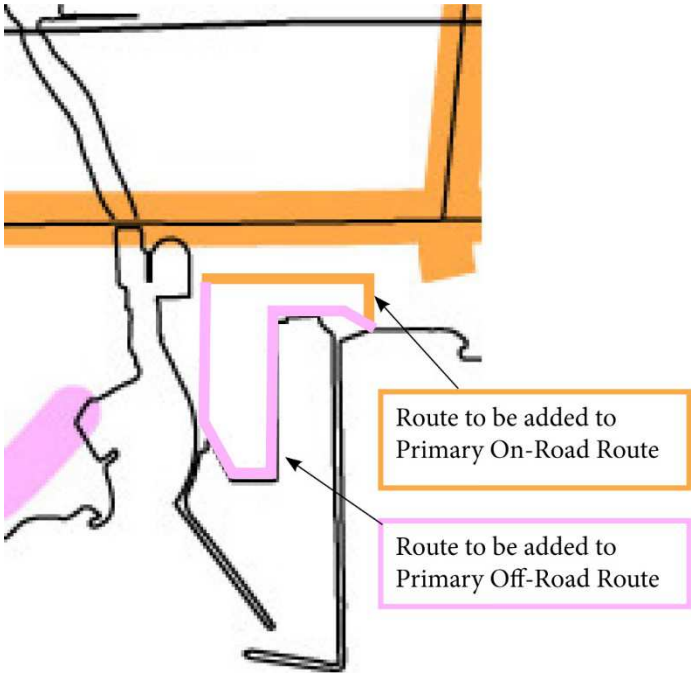 Route to be added to
Primary On-Road Route
Route to be added to
Primary Off-Road Route